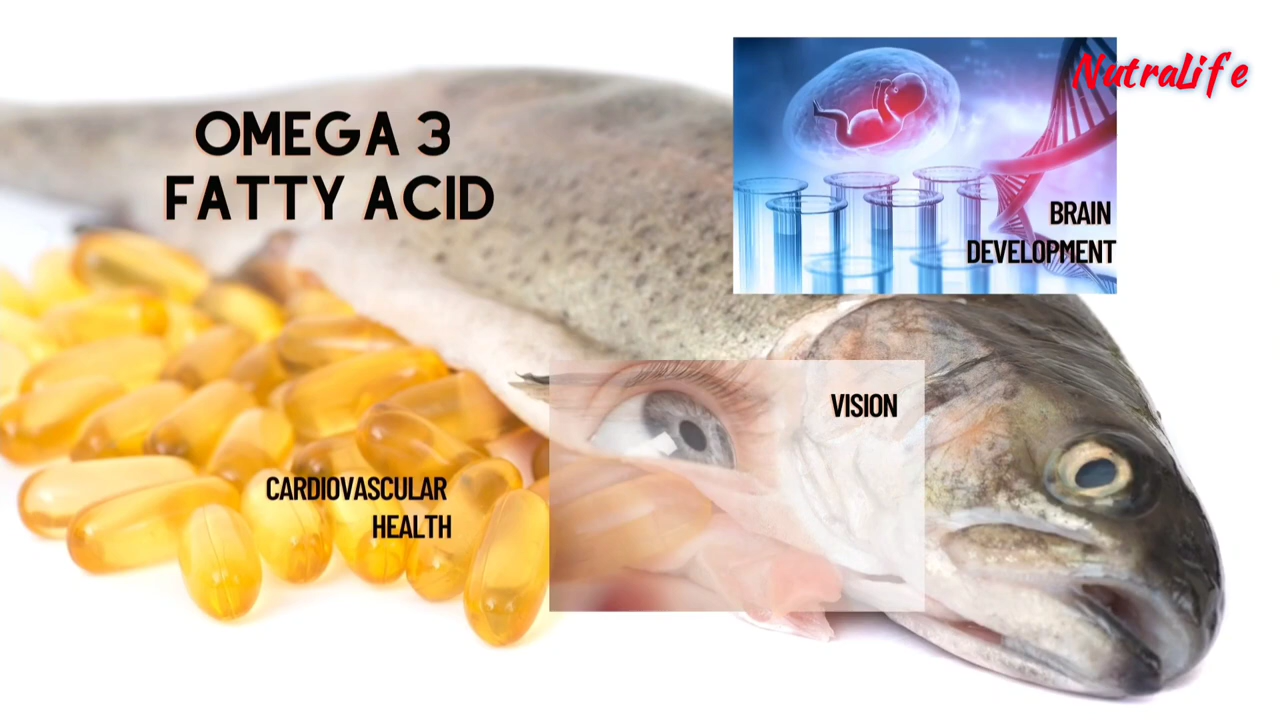 OMEGA 3
FATTY ACID
NutraLife
BRAIN
DEVELOPMENT
VISION
CARDIOVASCULAR
HEALTH